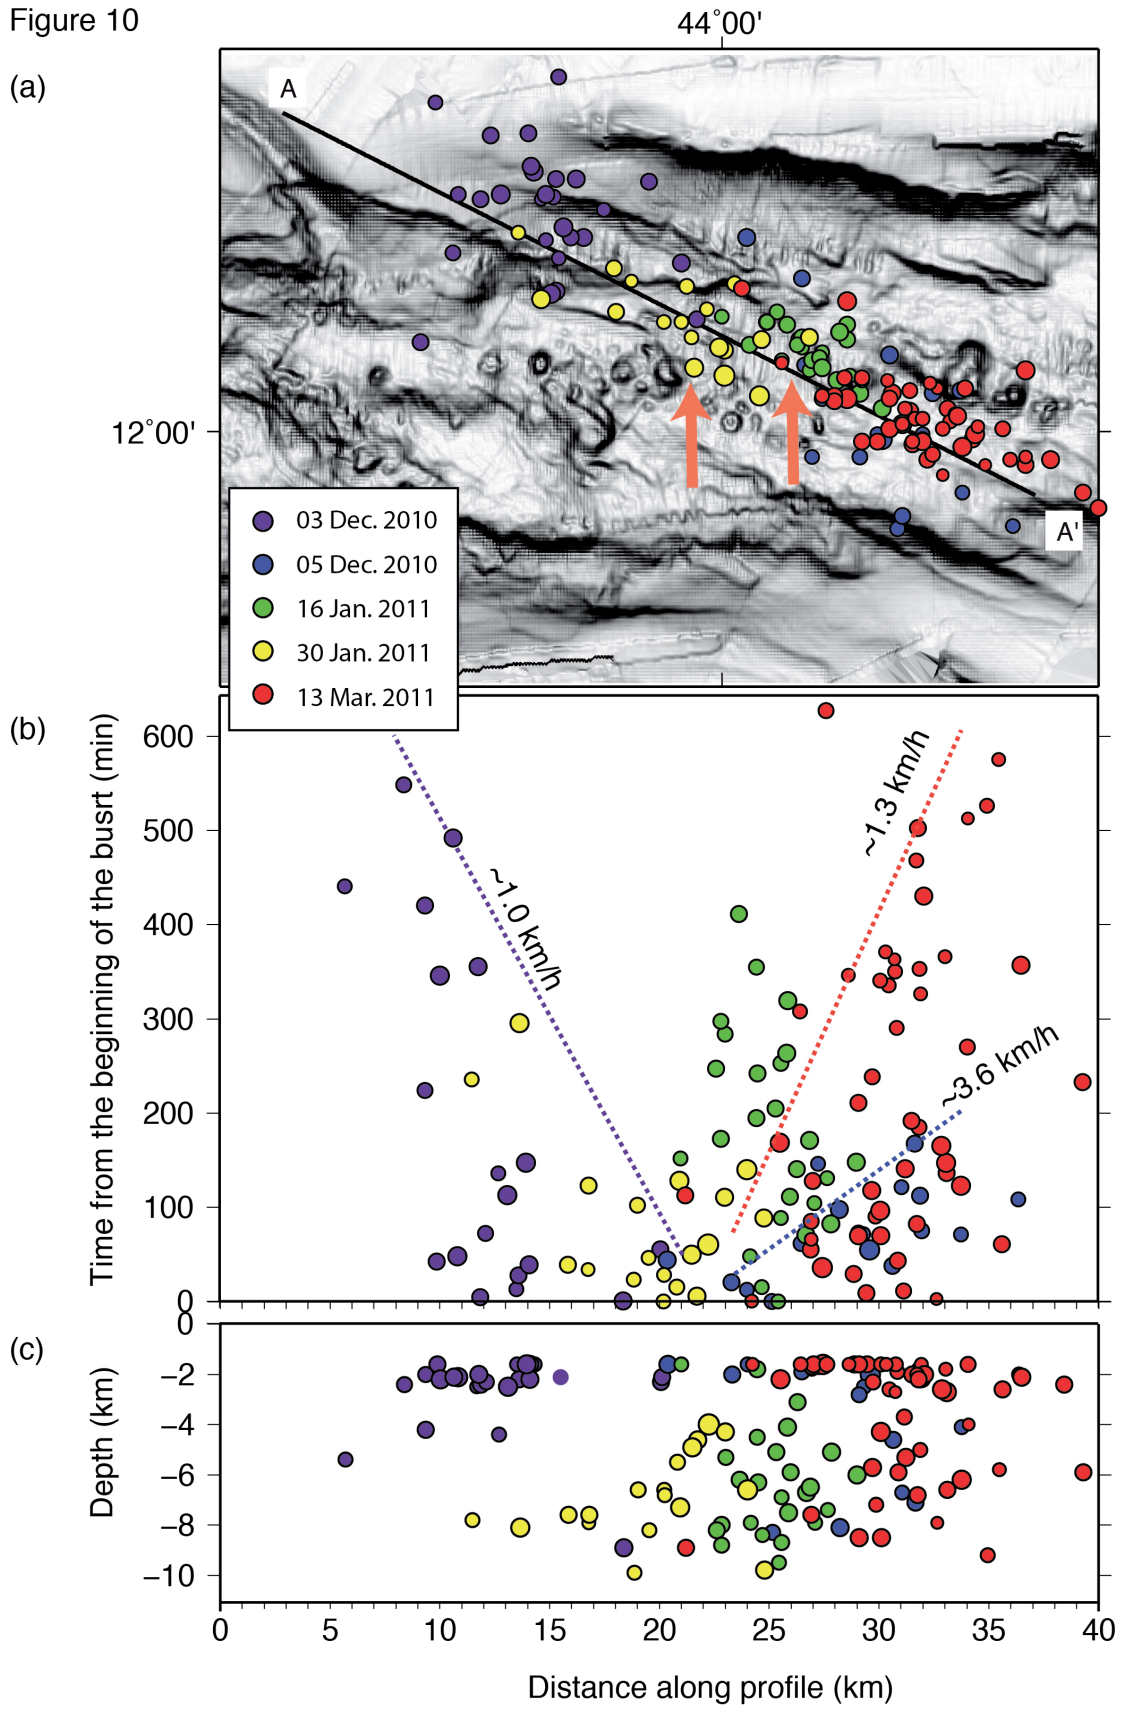 Figure 10
44°00'
(a)
A
12°00'
A'
03 Dec. 2010
05 Dec. 2010
16 Jan. 2011
30 Jan. 2011
13 Mar. 2011
(b)
Time from the beginning of the busrt (min)
600
500
400
300
200
100
0
~1.0 km/h
~1.3 km/h
~3.6 km/h
(c)
Depth (km)
0
−2
−4
−6
−8
−10
0 5 10 15 20 25 30 35 40
Distance along profile (km)